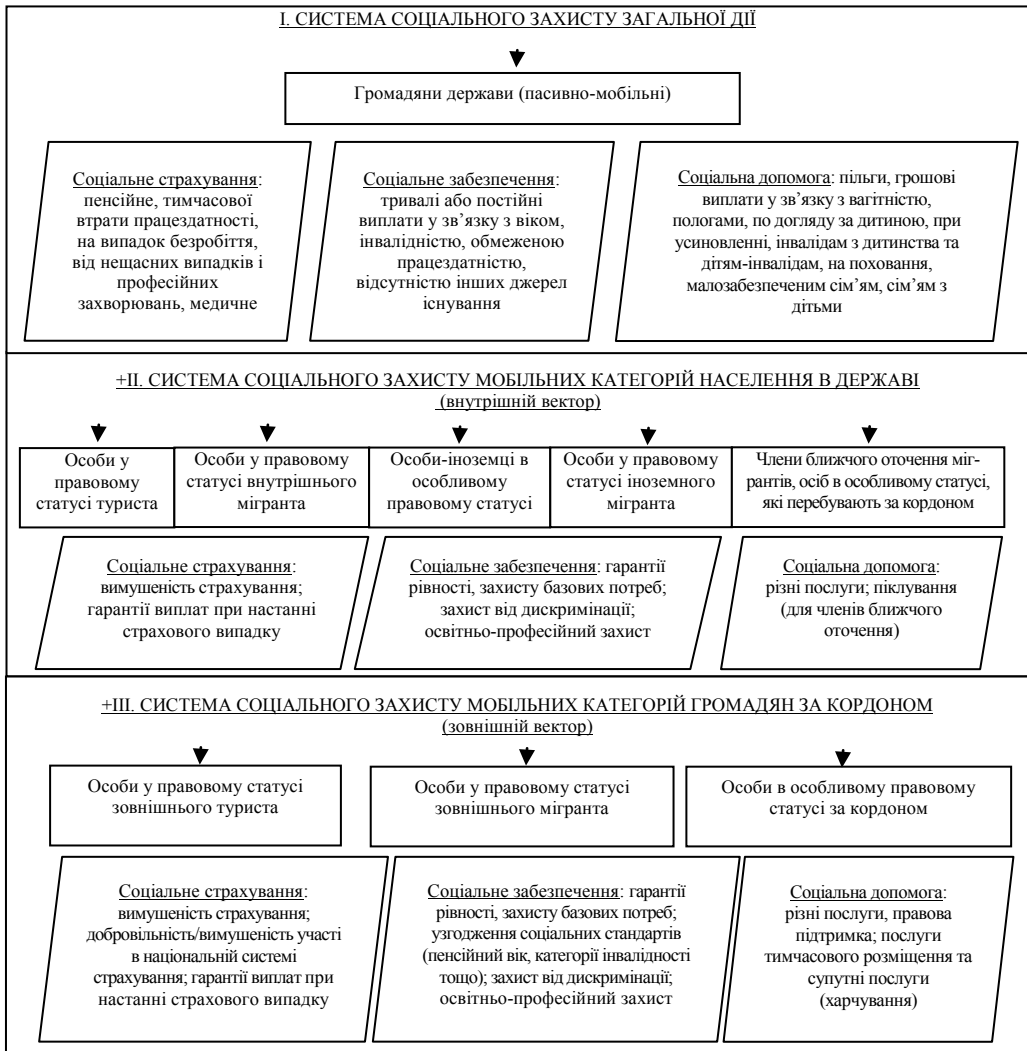 І. СИСТЕМА СОЦІАЛЬНОГО ЗАХИСТУ ЗАГАЛЬНОЇ ДІЇ
Громадяни держави (пасивно-мобільні)
Соціальне страхування:
пенсійне, тимчасової
втрати працездатності,
на випадок безробіття,
від нещасних випадків і
професійних
захворювань, медичне
Соціальне забезпечення:
тривалі або постійні
виплати у зв’язку з віком,
інвалідністю, обмеженою
працездатністю,
відсутністю інших джерел
існування
Соціальна допомога: пільги, грошові
виплати у зв’язку з вагітністю,
пологами, по догляду за дитиною, при
усиновленні, інвалідам з дитинства та
дітям-інвалідам, на поховання,
малозабезпеченим сім’ям, сім’ям з
дітьми
+ІІ. СИСТЕМА СОЦІАЛЬНОГО ЗАХИСТУ МОБІЛЬНИХ КАТЕГОРІЙ НАСЕЛЕННЯ В ДЕРЖАВІ
(внутрішній вектор)
Особи у
правовому
статусі туриста
Особи у правовому
статусі внутрішнього
мігранта
Особи-іноземці в
особливому
правовому статусі
Особи у правовому
статусі іноземного
мігранта
Члени ближчого оточення міг-
рантів, осіб в особливому статусі,
які перебувають за кордоном
Соціальне страхування:
вимушеність страхування;
гарантії виплат при настанні
страхового випадку
Соціальне забезпечення: гарантії
рівності, захисту базових потреб;
захист від дискримінації;
освітньо-професійний захист
Соціальна допомога:
різні послуги; піклування
(для членів ближчого
оточення)
+ІІІ. СИСТЕМА СОЦІАЛЬНОГО ЗАХИСТУ МОБІЛЬНИХ КАТЕГОРІЙ ГРОМАДЯН ЗА КОРДОНОМ
(зовнішній вектор)
Особи у правовому статусі
зовнішнього туриста
Особи у правовому статусі
зовнішнього мігранта
Особи в особливому правовому
статусі за кордоном
Соціальне страхування:
вимушеність страхування;
добровільність/вимушеність участі
в національній системі
страхування; гарантії виплат при
настанні страхового випадку
Соціальне забезпечення: гарантії
рівності, захисту базових потреб;
узгодження соціальних стандартів
(пенсійний вік, категорії інвалідності
тощо); захист від дискримінації;
освітньо-професійний захист
Соціальна допомога:
різні послуги, правова
підтримка; послуги
тимчасового розміщення та
супутні послуги
(харчування)